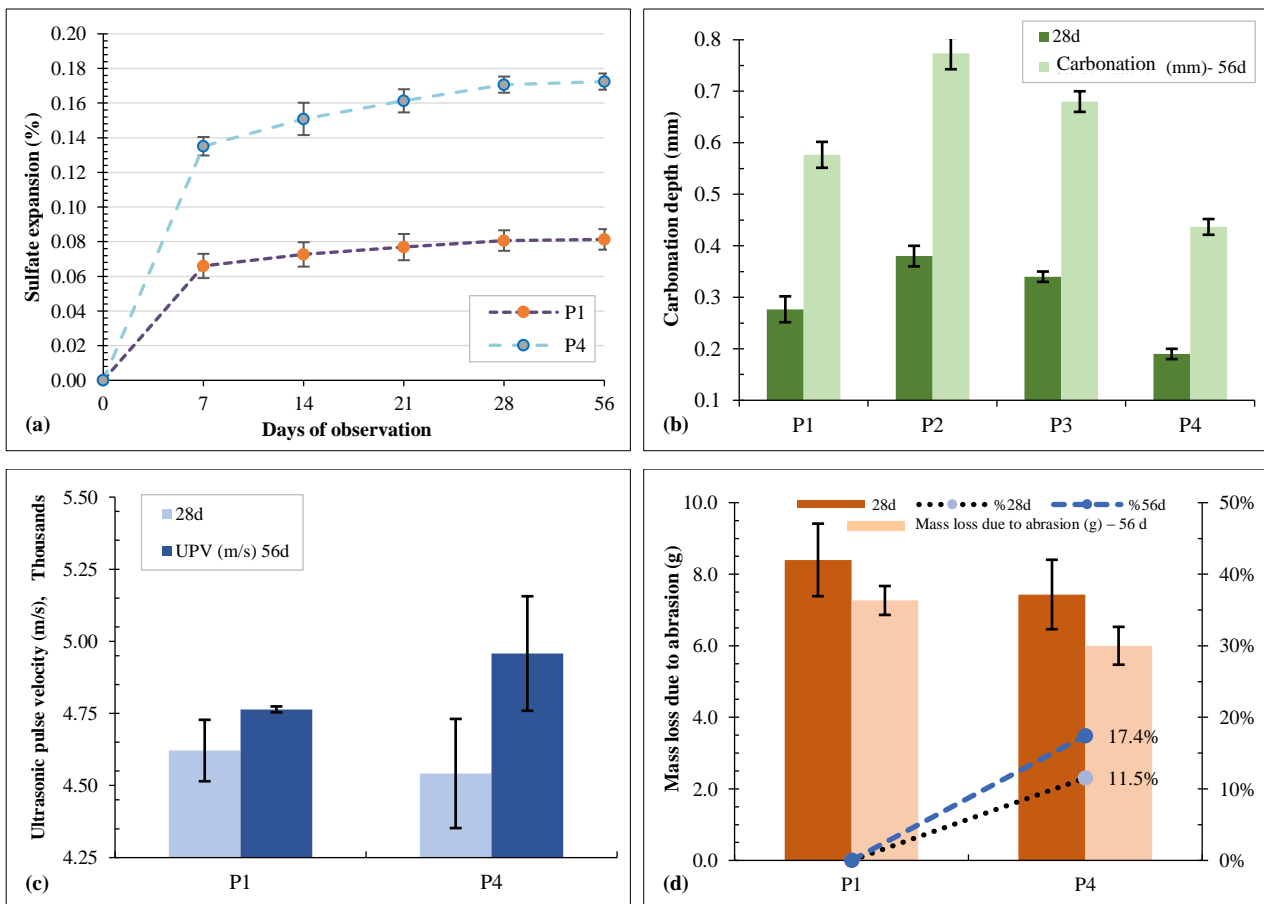 0.20
0.18
0.16
0.14
0.12
0.10
0.08
0.06
0.04
0.02
0.00
Sulfate expansion (%)
P1
P4
0 7 14 21 28 56
(a) Days of observation
0.8
0.7
0.6
0.5
0.4
0.3
0.2
0.1
Carbonation depth (mm)
28d
Carbonation (mm)- 56d
P1 P2 P3 P4
(b)
5.50
5.25
5.00
4.75
4.50
4.25
Ultrasonic pulse velocity (m/s), Thousands
28d
UPV (m/s) 56d
P1 P4
(c)
10.0
8.0
6.0
4.0
2.0
0.0
Mass loss due to abrasion (g)
28d %28d %56d
Mass loss due to abrasion (g) – 56 d
17.4%
11.5%
50%
40%
30%
20%
10%
0%
P1 P4
(d)